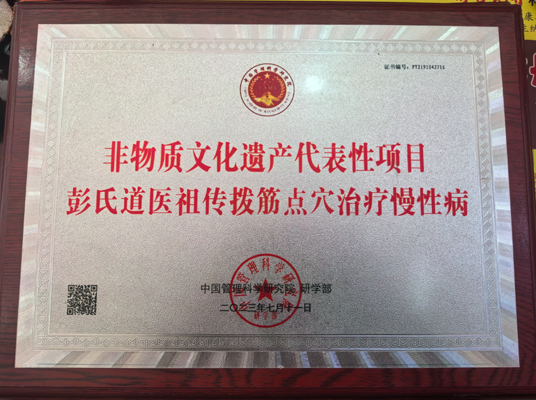 证书编号：PT2191042716
非物质文化遗产代表性项目
彭氏道医祖传拨筋点穴治疗慢性病
中国管理科学研究院 研学部
二〇二三年七月十一日